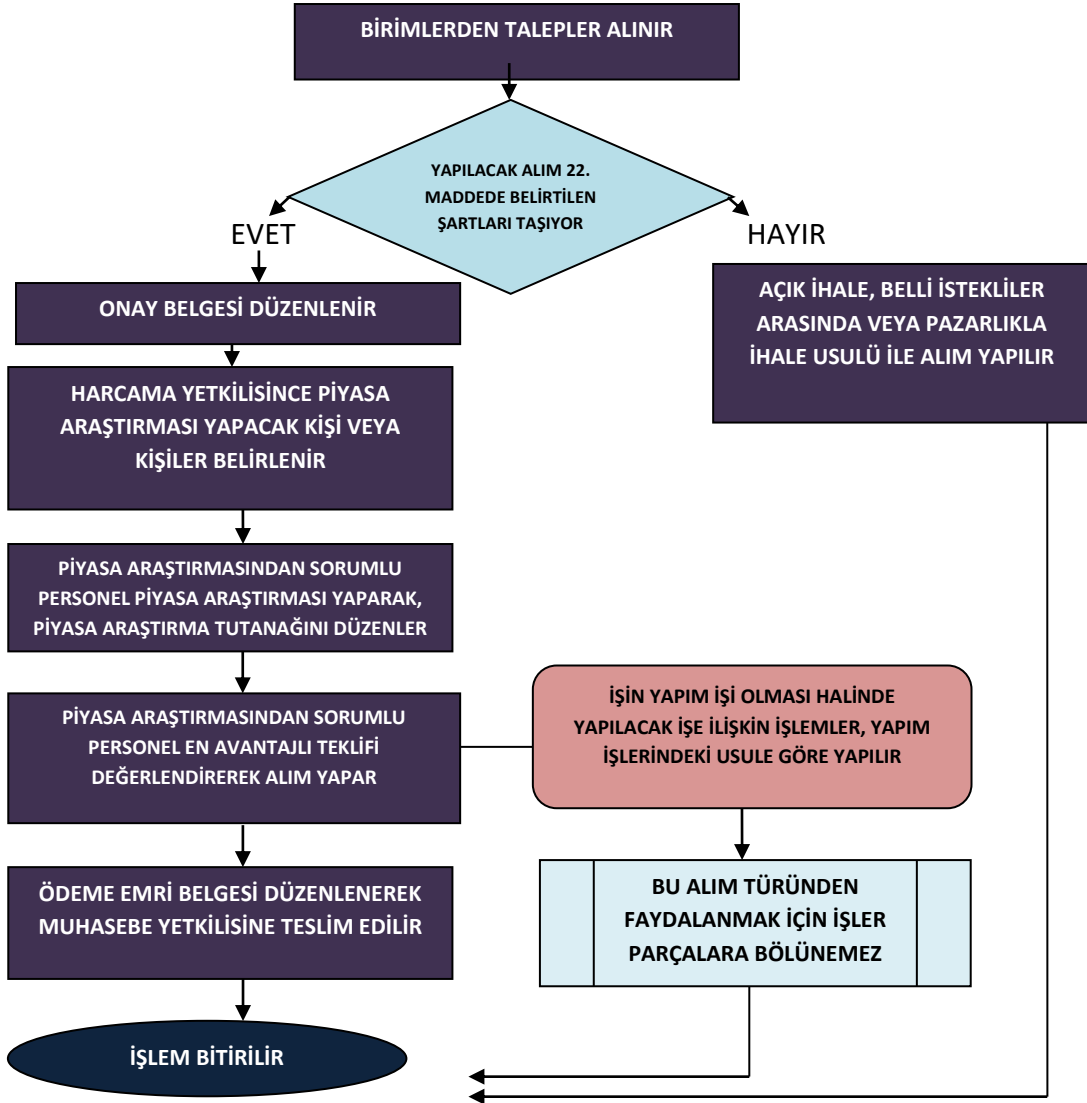 BİRİMLERDEN TALEPLER ALINIR
YAPILACAK ALIM 22.
MADDEDE BELİRTİLEN
ŞARTLARI TAŞIYOR
EVET
HAYIR
ONAY BELGESİ DÜZENLENİR
AÇIK İHALE, BELLİ İSTEKLİLER
ARASINDA VEYA PAZARLIKLA
İHALE USULÜ İLE ALIM YAPILIR
HARCAMA YETKİLİSİNCE PİYASA
ARAŞTIRMASI YAPACAK KİŞİ VEYA
KİŞİLER BELİRLENİR
PİYASA ARAŞTIRMASINDAN SORUMLU
PERSONEL PİYASA ARAŞTIRMASI YAPARAK,
PİYASA ARAŞTIRMA TUTANAĞINI DÜZENLER
PİYASA ARAŞTIRMASINDAN SORUMLU
PERSONEL EN AVANTAJLI TEKLİFİ
DEĞERLENDİREREK ALIM YAPAR
İŞİN YAPIM İŞİ OLMASI HALİNDE
YAPILACAK İŞE İLİŞKİN İŞLEMLER, YAPIM
İŞLERİNDEKİ USULE GÖRE YAPILIR
ÖDEME EMRİ BELGESİ DÜZENLENEREK
MUHASEBE YETKİLİSİNE TESLİM EDİLİR
BU ALIM TÜRÜNDEN
FAYDALANMAK İÇİN İŞLER
PARÇALARA BÖLÜNEMEZ
İŞLEM BİTİRİLİR